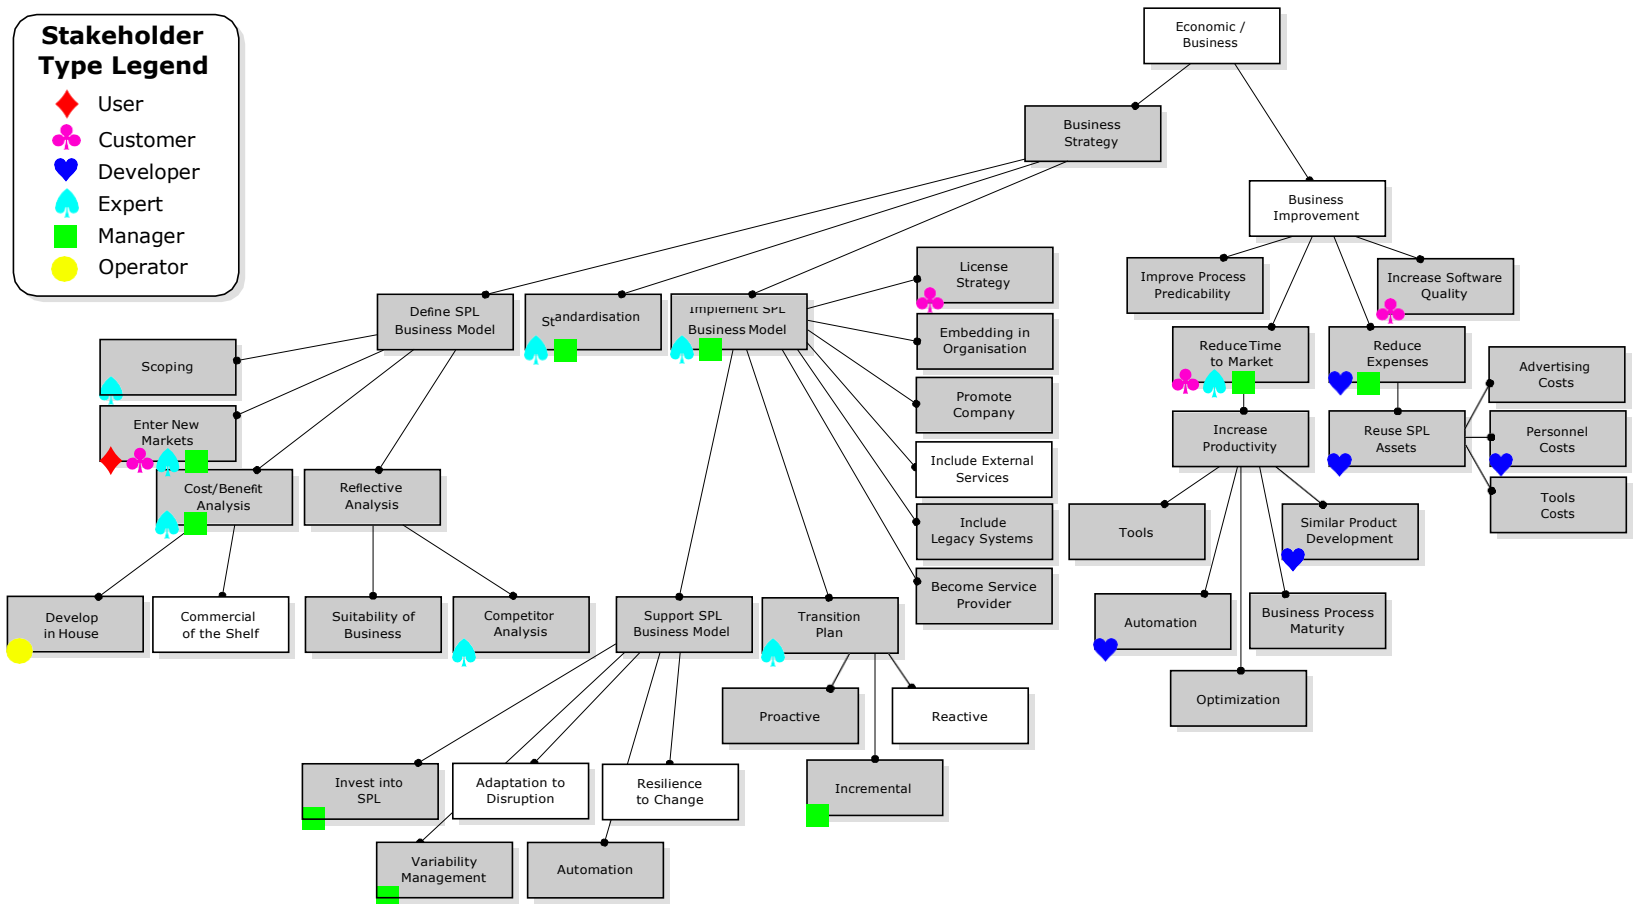 Stakeholder
Type Legend
User
Customer
Developer
Expert
Manager
Operator
Economic /
Business
Business
Strategy
Business
Improvement
Define SPL
Business Model
Standardisation
Implement SPL
Business Model
License
Strategy
Embedding in
Organisation
Promote
Company
Include External
Services
Include
Legacy Systems
Become Service
Provider
Improve Process
Predicability
Increase Software
Quality
Reduce Time
to Market
Reduce
Expenses
Advertising
Costs
Increase
Productivity
Reuse SPL
Assets
Personnel
Costs
Tools
Costs
Tools
Similar Product
Development
Automation
Business Process
Maturity
Optimization
Scoping
Enter New
Markets
Cost/Benefit
Analysis
Reflective
Analysis
Develop
in House
Commercial
of the Shelf
Suitability of
Business
Competitor
Analysis
Support SPL
Business Model
Transition
Plan
Proactive
Reactive
Incremental
Invest into
SPL
Adaptation to
Disruption
Resilience
to Change
Variability
Management
Automation